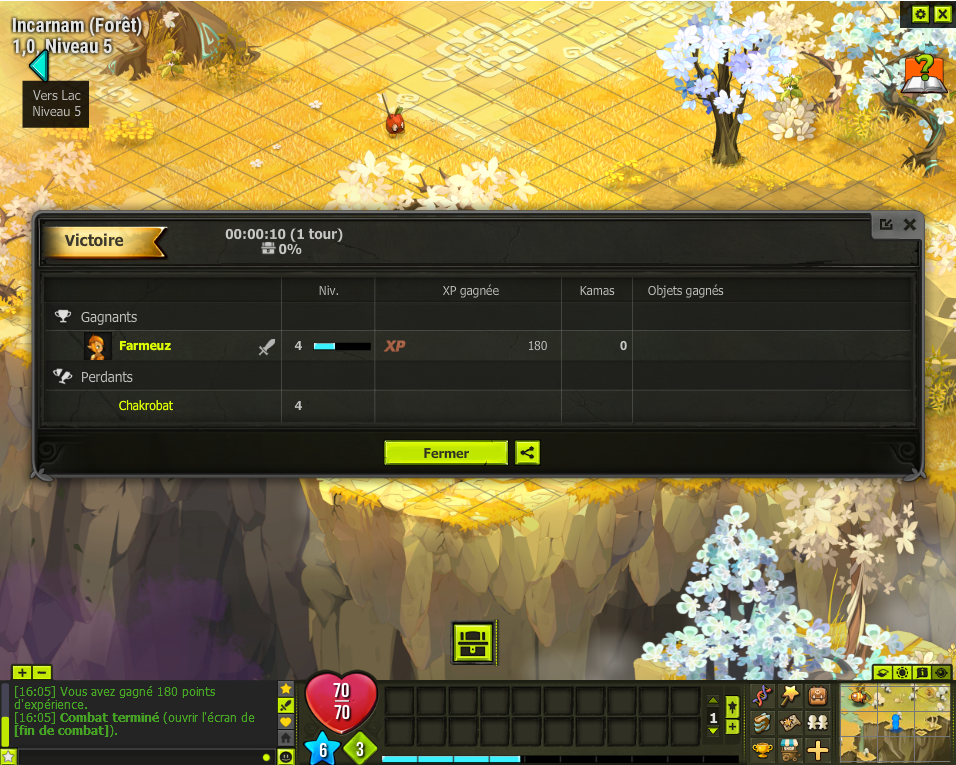 Incarnam (Forêt)
1,0, Niveau 5
Vers Lac
Niveau 5
Victoire
00:00:10 (1 tour)
0%
Niv. XP gagnée Kamas Objets gagnés
Gagnants
Farmeuz 4 XP 180 0
Perdants
Chakrobat 4
Fermer
[16:05] Vous avez gagné 180 points
d'expérience.
[16:05] Combat terminé (ouvrir l'écran de
[fin de combat]).
70
70
6
3
1